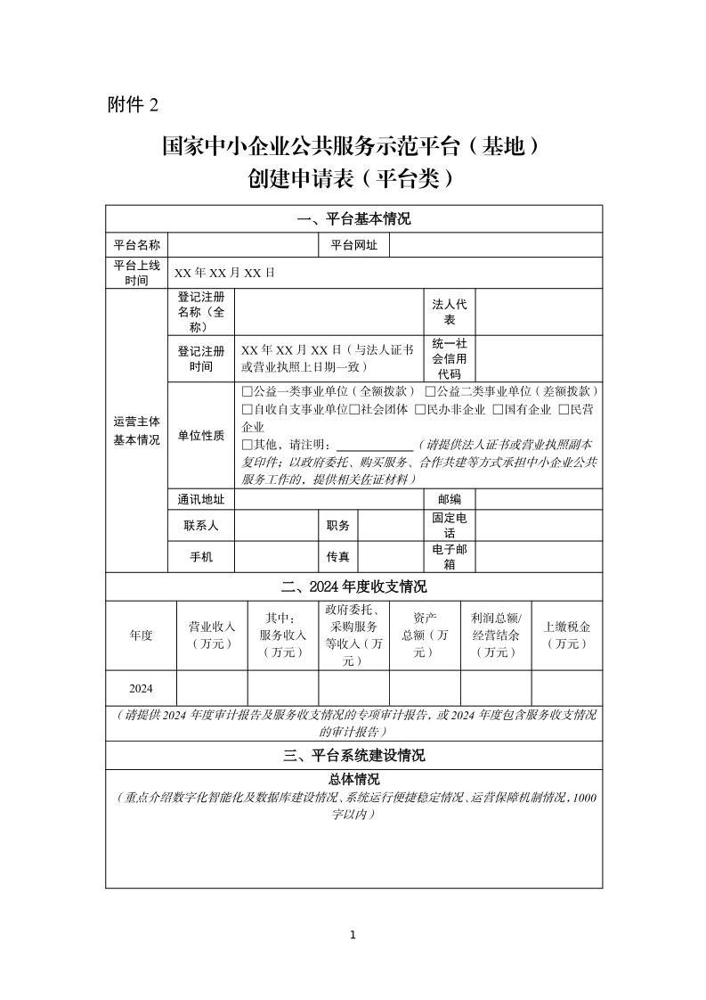 附件 2
国家中小企业公共服务示范平台（基地）
创建申请表（平台类）
一、平台基本情况
平台名称
平台网址
平台上线
时间
XX 年 XX 月 XX 日
运营主体
基本情况
登记注册
名称（全
称）
法人代
表
登记注册
时间
XX 年 XX 月 XX 日（与法人证书
或营业执照上日期一致）
统一社
会信用
代码
单位性质
□公益一类事业单位（全额拨款） □公益二类事业单位（差额拨款）
□自收自支事业单位□社会团体 □民办非企业 □国有企业 □民营
企业
□其他，请注明：____________（请提供法人证书或营业执照副本
复印件；以政府委托、购买服务、合作共建等方式承担中小企业公共
服务工作的，提供相关佐证材料）
通讯地址
邮编
联系人
职务
固定电
话
手机
传真
电子邮
箱
二、2024 年度收支情况
年度
营业收入
（万元）
其中：
服务收入
（万元）
政府委托、
采购服务
等收入（万
元）
资产
总额（万
元）
利润总额/
经营结余
（万元）
上缴税金
（万元）
2024
（请提供 2024 年度审计报告及服务收支情况的专项审计报告，或 2024 年度包含服务收支情况
的审计报告）
三、平台系统建设情况
总体情况
（重点介绍数字化智能化及数据库建设情况、系统运行便捷稳定情况、运营保障机制情况，1000
字以内）
1